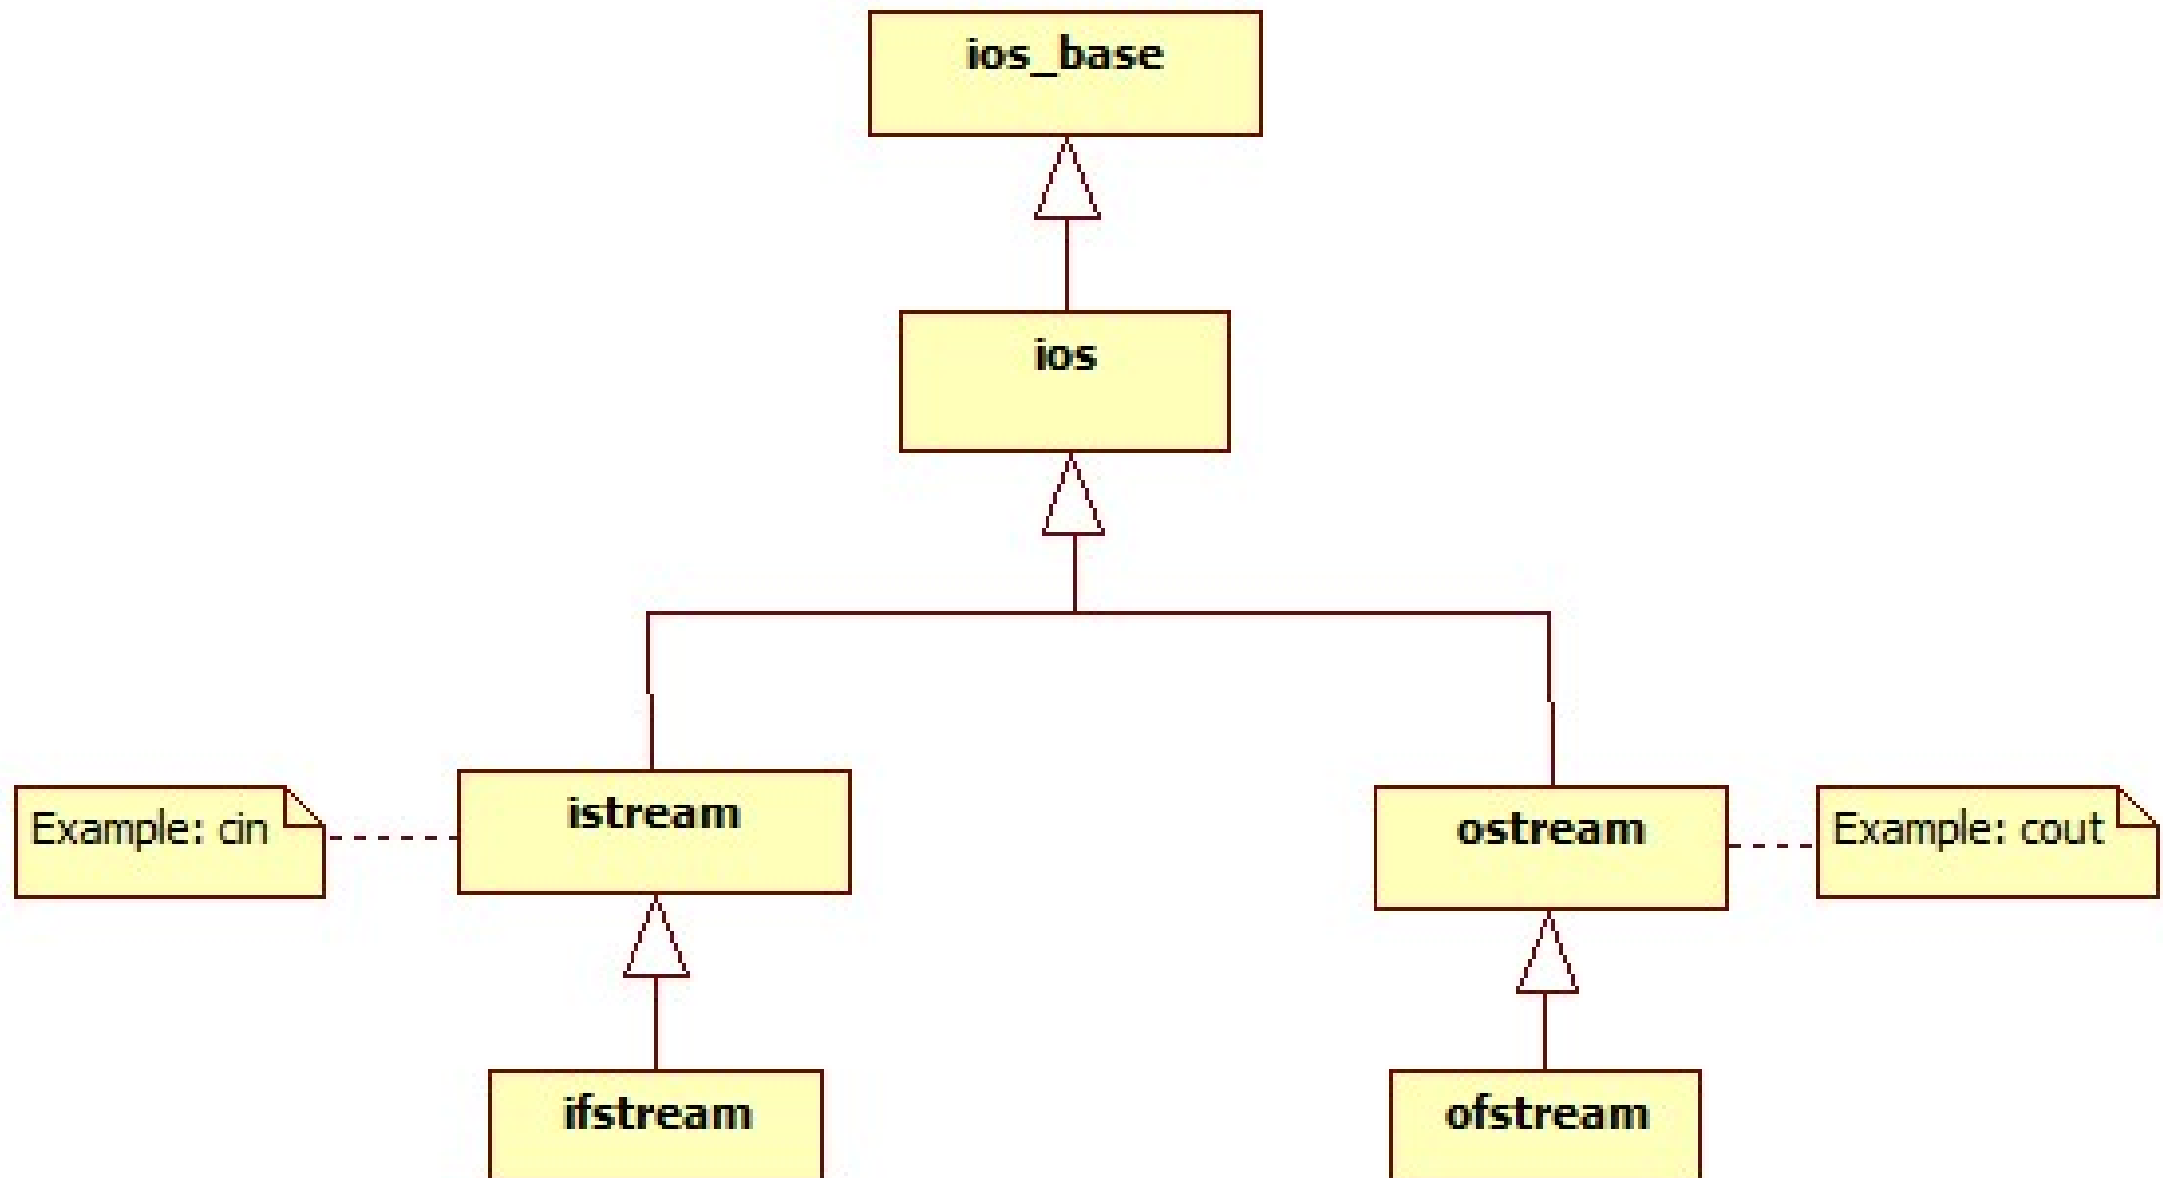 ios_base
ios
Example: cin
istream
ostream
Example: cout
ifstream
ofstream